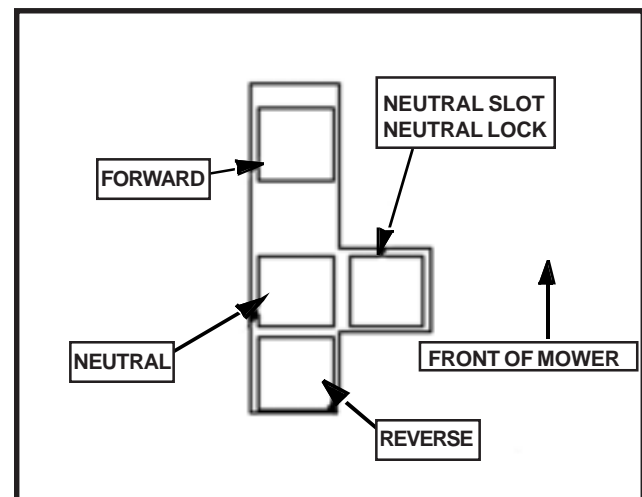 NEUTRAL SLOT
NEUTRAL LOCK
FORWARD
NEUTRAL
FRONT OF MOWER
REVERSE